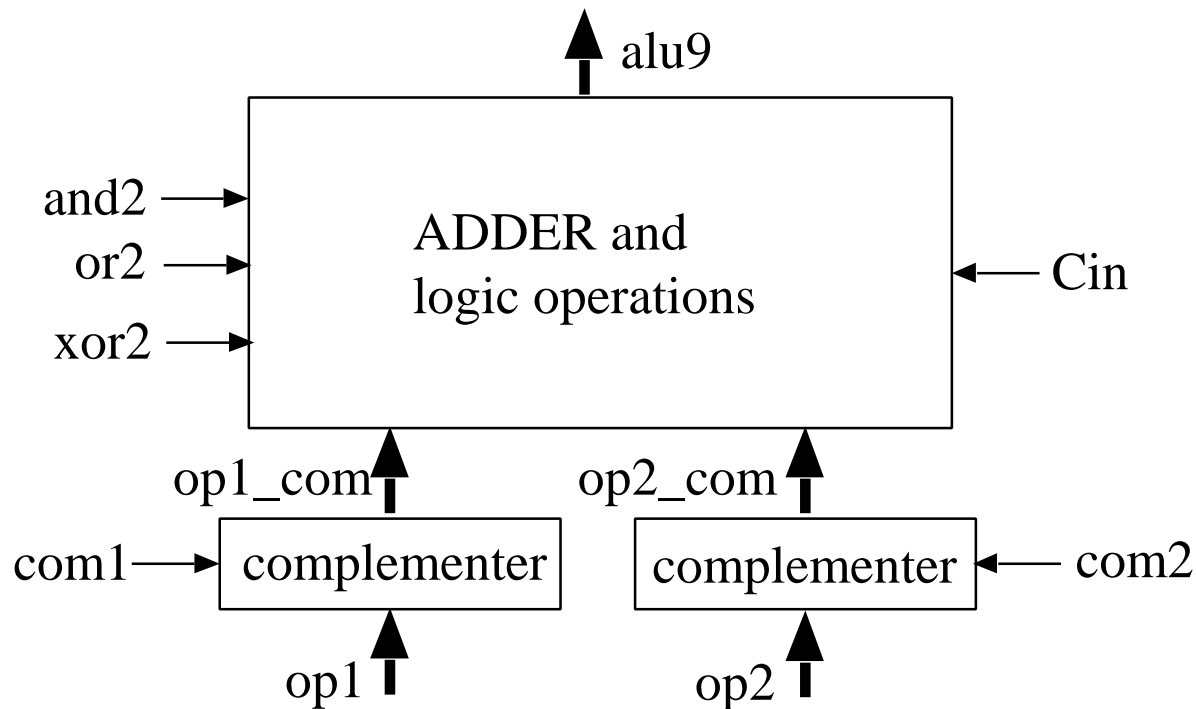 alu9
and2
or2
xor2
ADDER and
logic operations
Cin
op1_com
op2_com
com1
complementer
complementer
com2
op1
op2